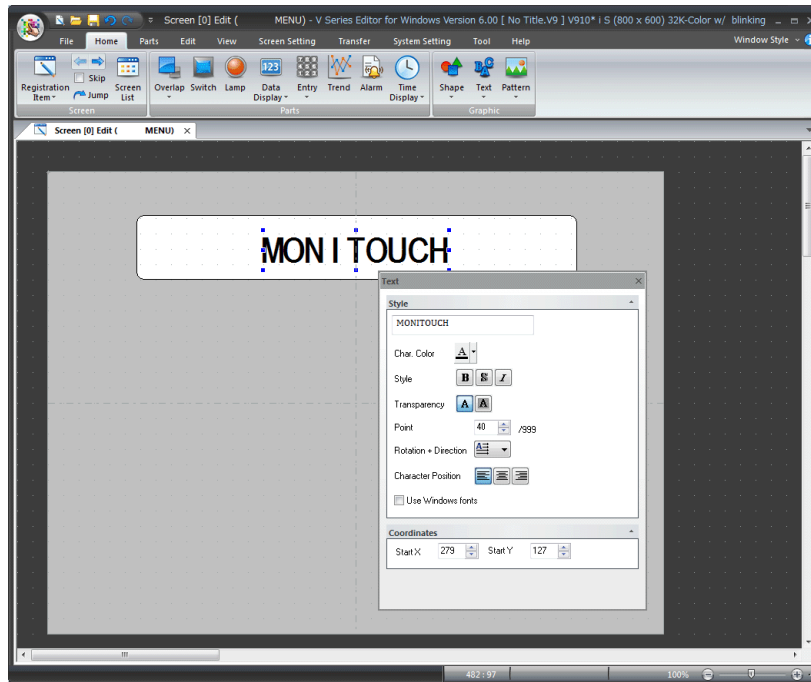 Screen [0] Edit ( MENU) - V Series Editor for Windows Version 6.00 [ No Title.V9 ] V910* i S (800 x 600) 32K-Color w/ blinking
File Home Parts Edit View Screen Setting Transfer System Setting Tool Help Window Style
Registration Item Skip Jump Screen List
Overlap Switch Lamp 123 Data Display Entry Trend Alarm Time Display
Shape Text Pattern
Screen Parts Graphic
Screen [0] Edit ( MENU)
MONITOUCH
Text
Style
MONITOUCH
Char. Color A
Style B S I
Transparency A A
Point 40 /999
Rotation + Direction A
Character Position
Use Windows fonts
Coordinates
Start X 279 Start Y 127
482 : 97 100%